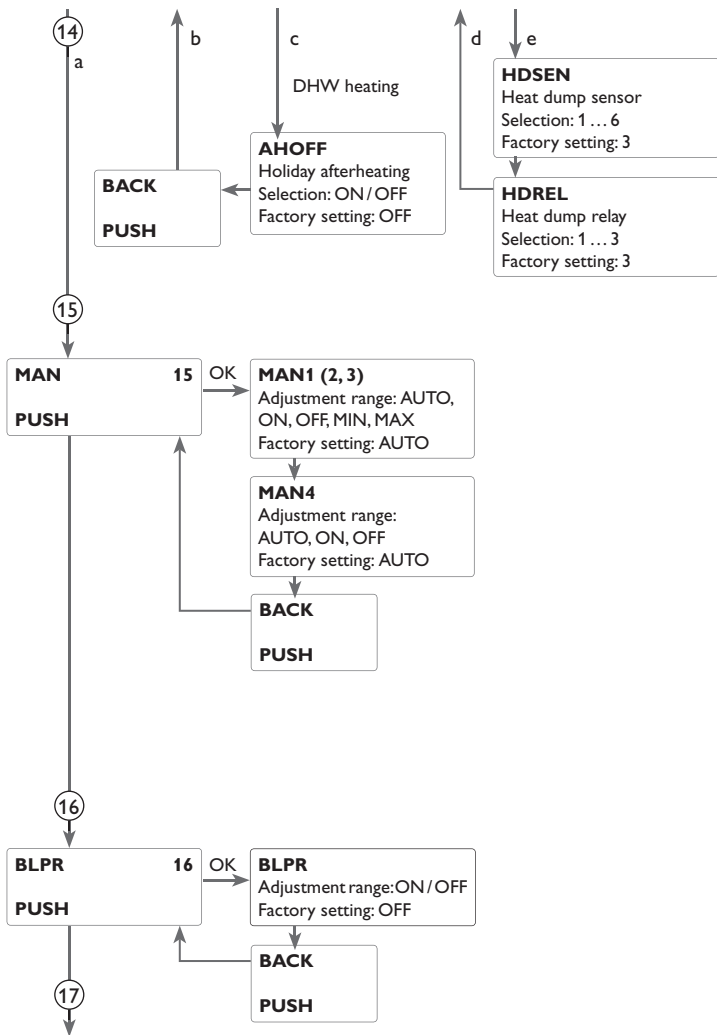 14
a
b
c
d
e
DHW heating
HDSEN
Heat dump sensor
Selection: 1 … 6
Factory setting: 3
AHOFF
Holiday afterheating
Selection: ON / OFF
Factory setting: OFF
BACK
PUSH
HDREL
Heat dump relay
Selection: 1 … 3
Factory setting: 3
15
MAN 15
PUSH
OK
MAN1 (2, 3)
Adjustment range: AUTO,
ON, OFF, MIN, MAX
Factory setting: AUTO
MAN4
Adjustment range:
AUTO, ON, OFF
Factory setting: AUTO
BACK
PUSH
16
BLPR 16
PUSH
OK
BLPR
Adjustment range:ON / OFF
Factory setting: OFF
BACK
PUSH
17